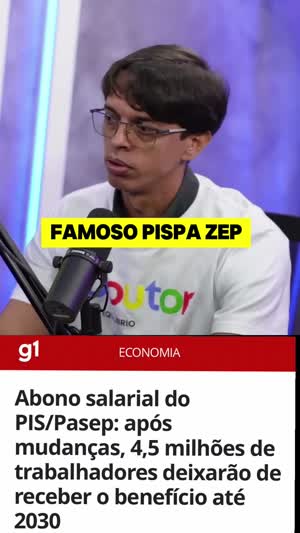 FAMOSO PISPA ZEP
outor
g1
ECONOMIA
Abono salarial do
PIS/Pasep: após
mudanças, 4,5 milhões de
trabalhadores deixarão de
receber o benefício até
2030